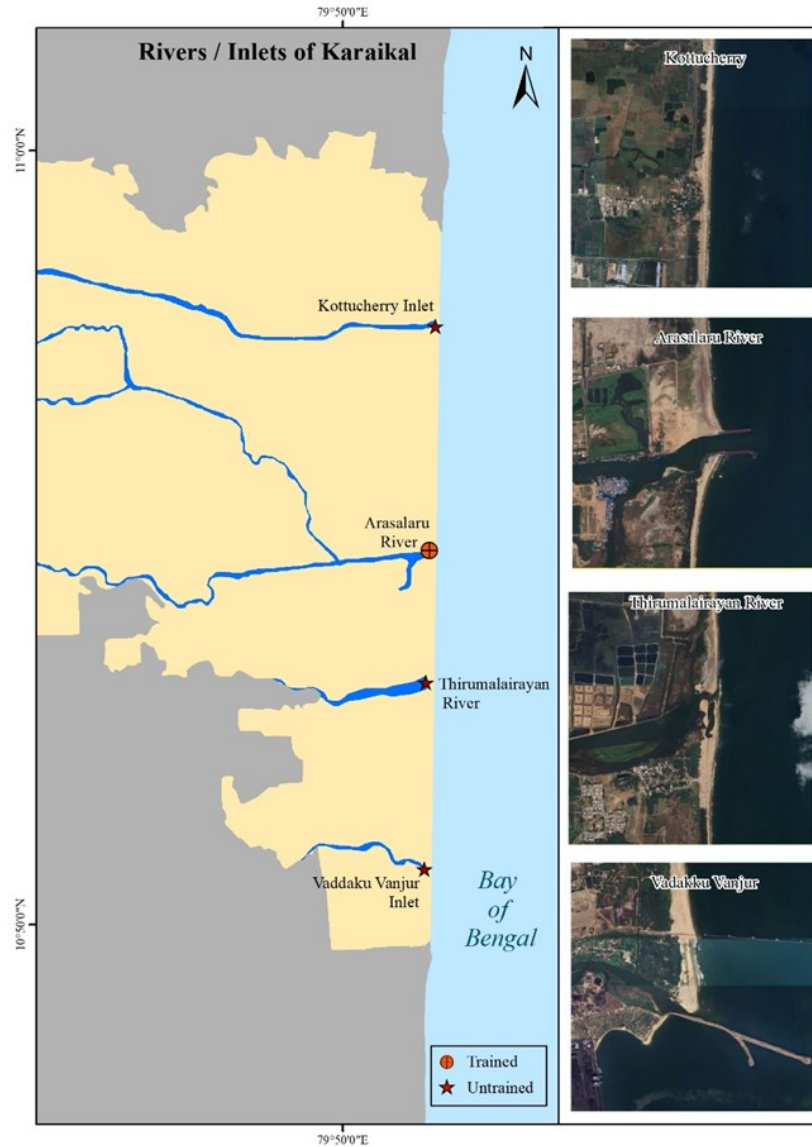 79°50'0"E
Rivers / Inlets of Karaikal
N
11°0'0"N
Kottucherry Inlet
Arasalaru
River
Thirumalairayan
River
Vaddaku Vanjur
Inlet
10°50'0"N
Bay
of
Bengal
Trained
Untrained
79°50'0"E
Kottucherry
Arasalaru River
Thirumalairayan River
Vadakku Vanjur